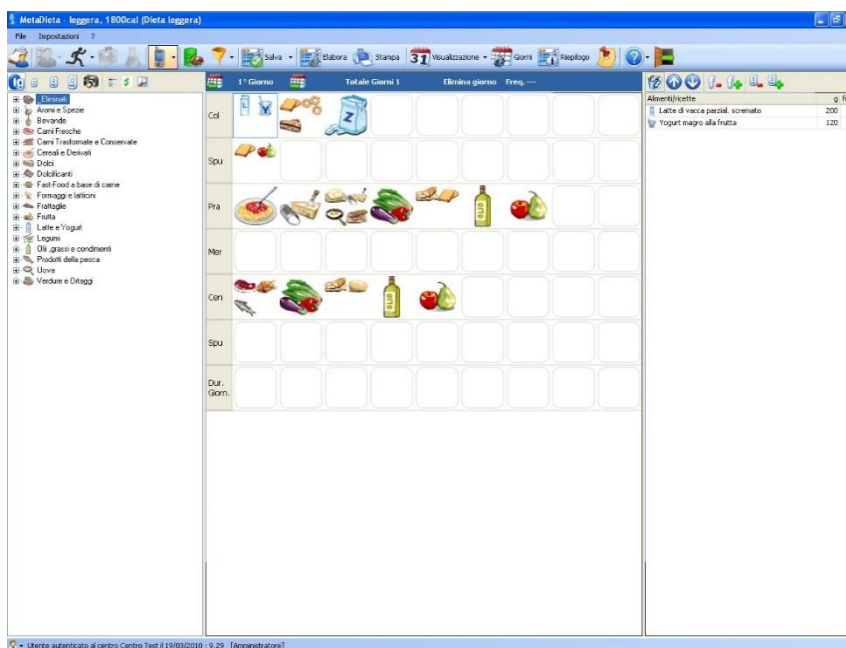 MetaDieta - leggera, 1800cal (Dieta leggera)
File Impostazioni ?
Salva Elabora Stampa 31 Visualizzazione Giorni Riepilogo
1° Giorno Totale Giorni 1 Elimina giorno Freq. ---
Alimenti/ricette g
Latte di vacca parzial. scremato 200
Yogurt magro alla frutta 120
_Eliminati
Aromi e Spezie
Bevande
Carni Fresche
Carni Trasformate e Conservate
Cereali e Derivati
Dolci
Dolcificanti
Fast-Food a base di carne
Formaggi e latticini
Frattaglie
Frutta
Latte e Yogurt
Legumi
Olii ,grassi e condimenti
Prodotti della pesca
Uova
Verdure e Ortaggi
Col
Z
Spu
Pra
OLIO
Mer
Cen
OLIO
Spu
Dur.
Giorn.
Utente autenticato al centro Centro Test il 19/03/2010 : 9.29 [Amministratore]